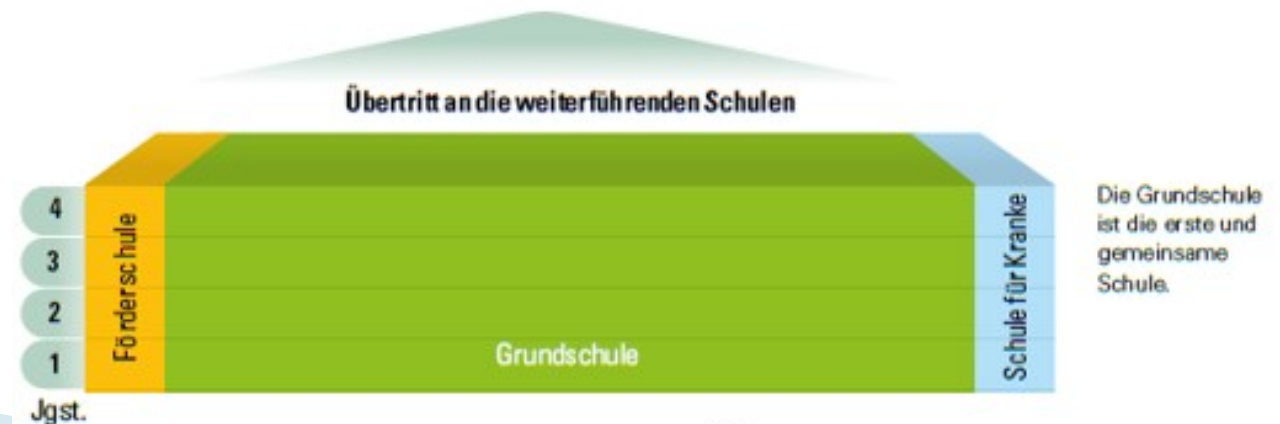 Übertritt an die weiterführenden Schulen
4
3
2
1
Jgst.
Förderschule
Grundschule
Schule für Kranke
Die Grundschule
ist die erste und
gemeinsame
Schule.